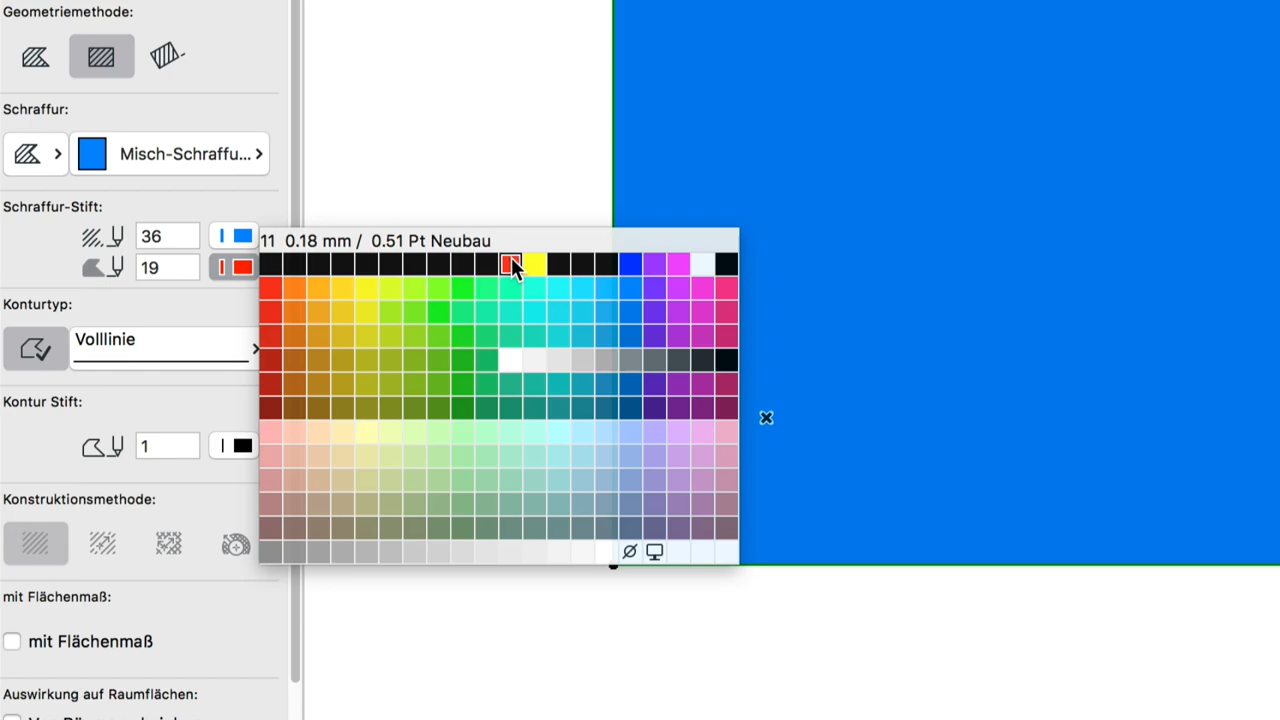 Geometriemethode:
Schraffur:
Misch-Schraffu...
Schraffur-Stift:
36
11 0.18 mm / 0.51 Pt Neubau
19
Konturtyp:
Volllinie
Kontur Stift:
1
Konstruktionsmethode:
mit Flächenmaß:
mit Flächenmaß
Auswirkung auf Raumflächen: